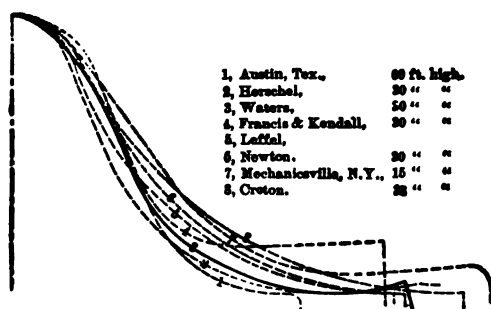 1, Austin, Tex., 60 ft. high.
2, Herschel, 30 " "
3, Waters, 50 " "
4, Francis & Kendall, 30 " "
5, Leffel,
6, Newton. 30 " "
7, Mechanicsville, N.Y., 15 " "
8, Croton. 38 " "